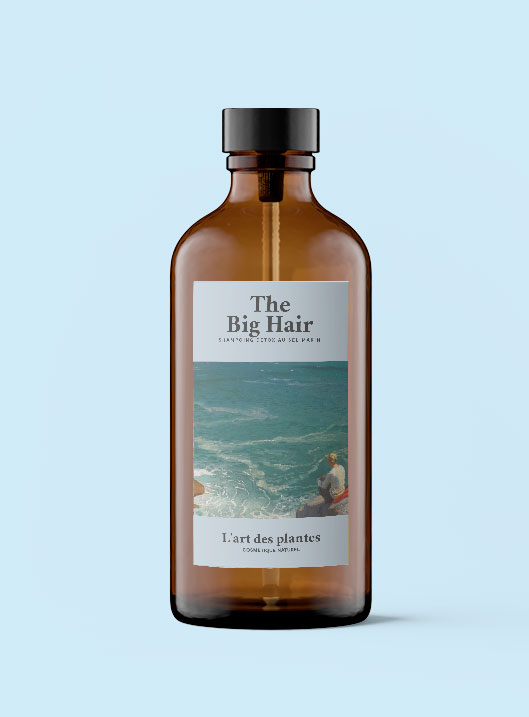 The
Big Hair
SHAMPOING DETOX AU SEL MARIN
L'art des plantes
COSMETIQUE NATUREL